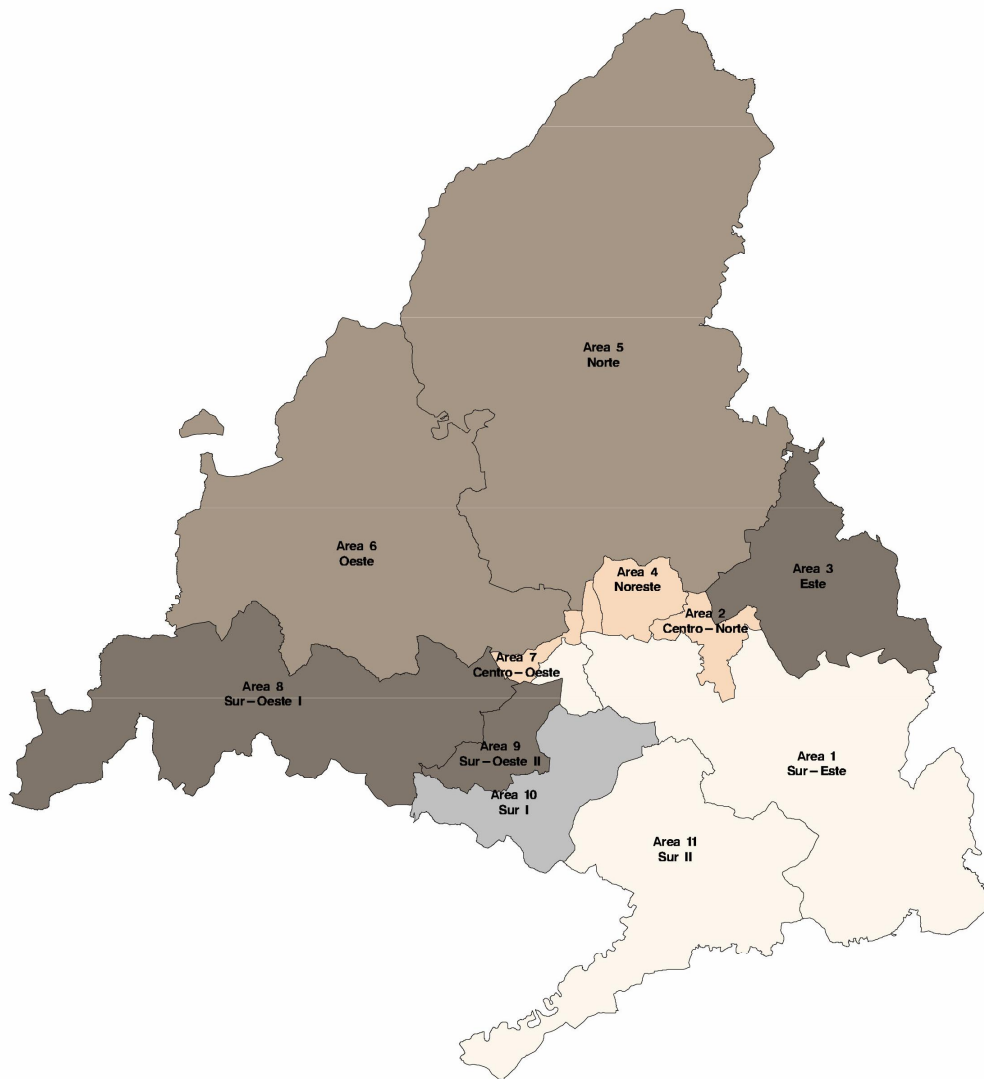 Area 5
Norte
Area 6
Oeste
Area 4
Noreste
Area 3
Este
Area 2
Centro-Norte
Area 7
Centro-Oeste
Area 8
Sur-Oeste I
Area 9
Sur-Oeste II
Area 1
Sur-Este
Area 10
Sur I
Area 11
Sur II